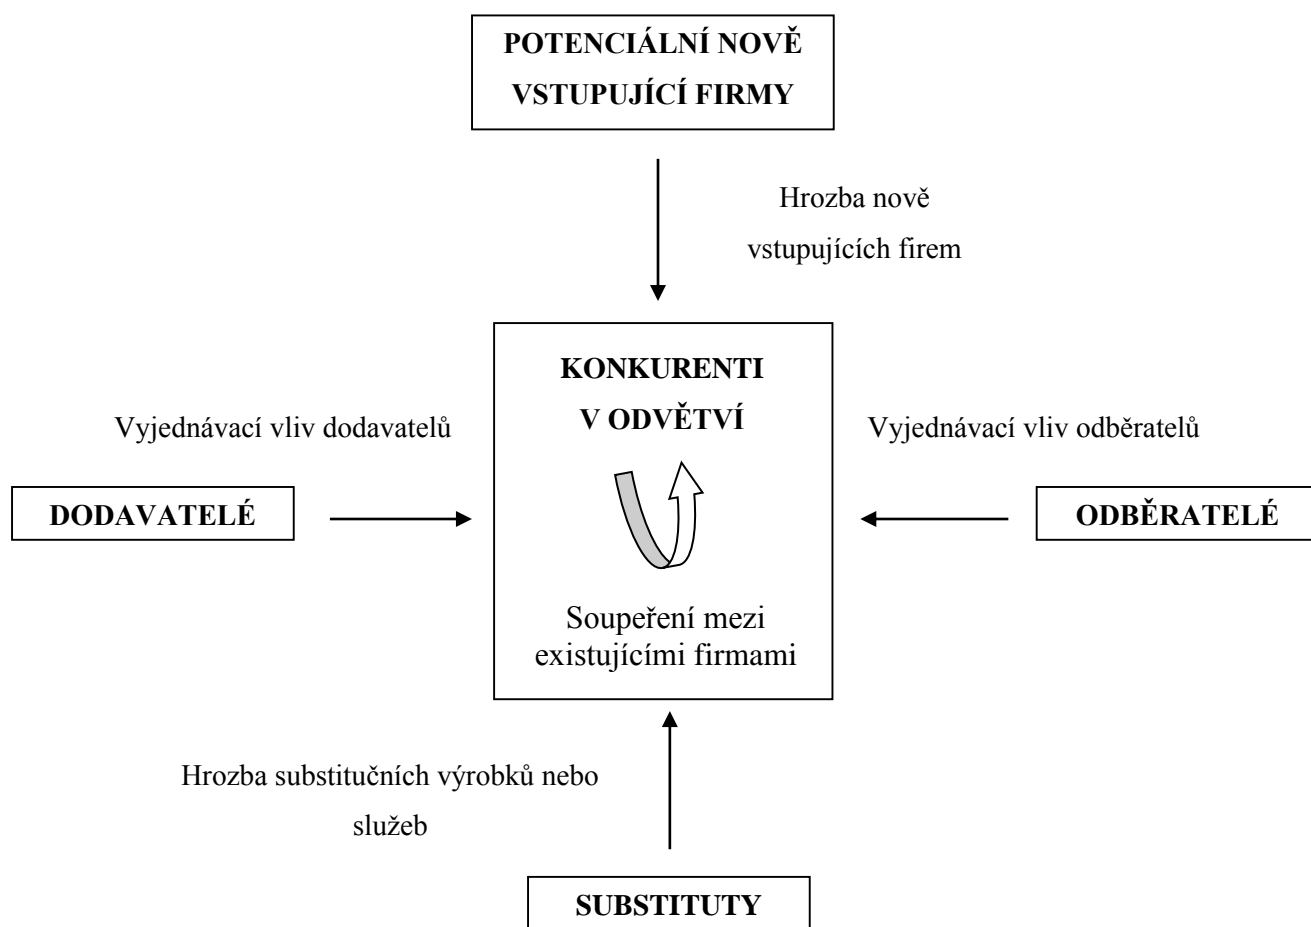 POTENCIÁLNÍ NOVĚ
VSTUPUJÍCÍ FIRMY
Hrozba nově
vstupujících firem
KONKURENTI
V ODVĚTVÍ
Vyjednávací vliv dodavatelů
Vyjednávací vliv odběratelů
DODAVATELÉ
ODBĚRATELÉ
Soupeření mezi
existujícími firmami
Hrozba substitučních výrobků nebo
služeb
SUBSTITUTY